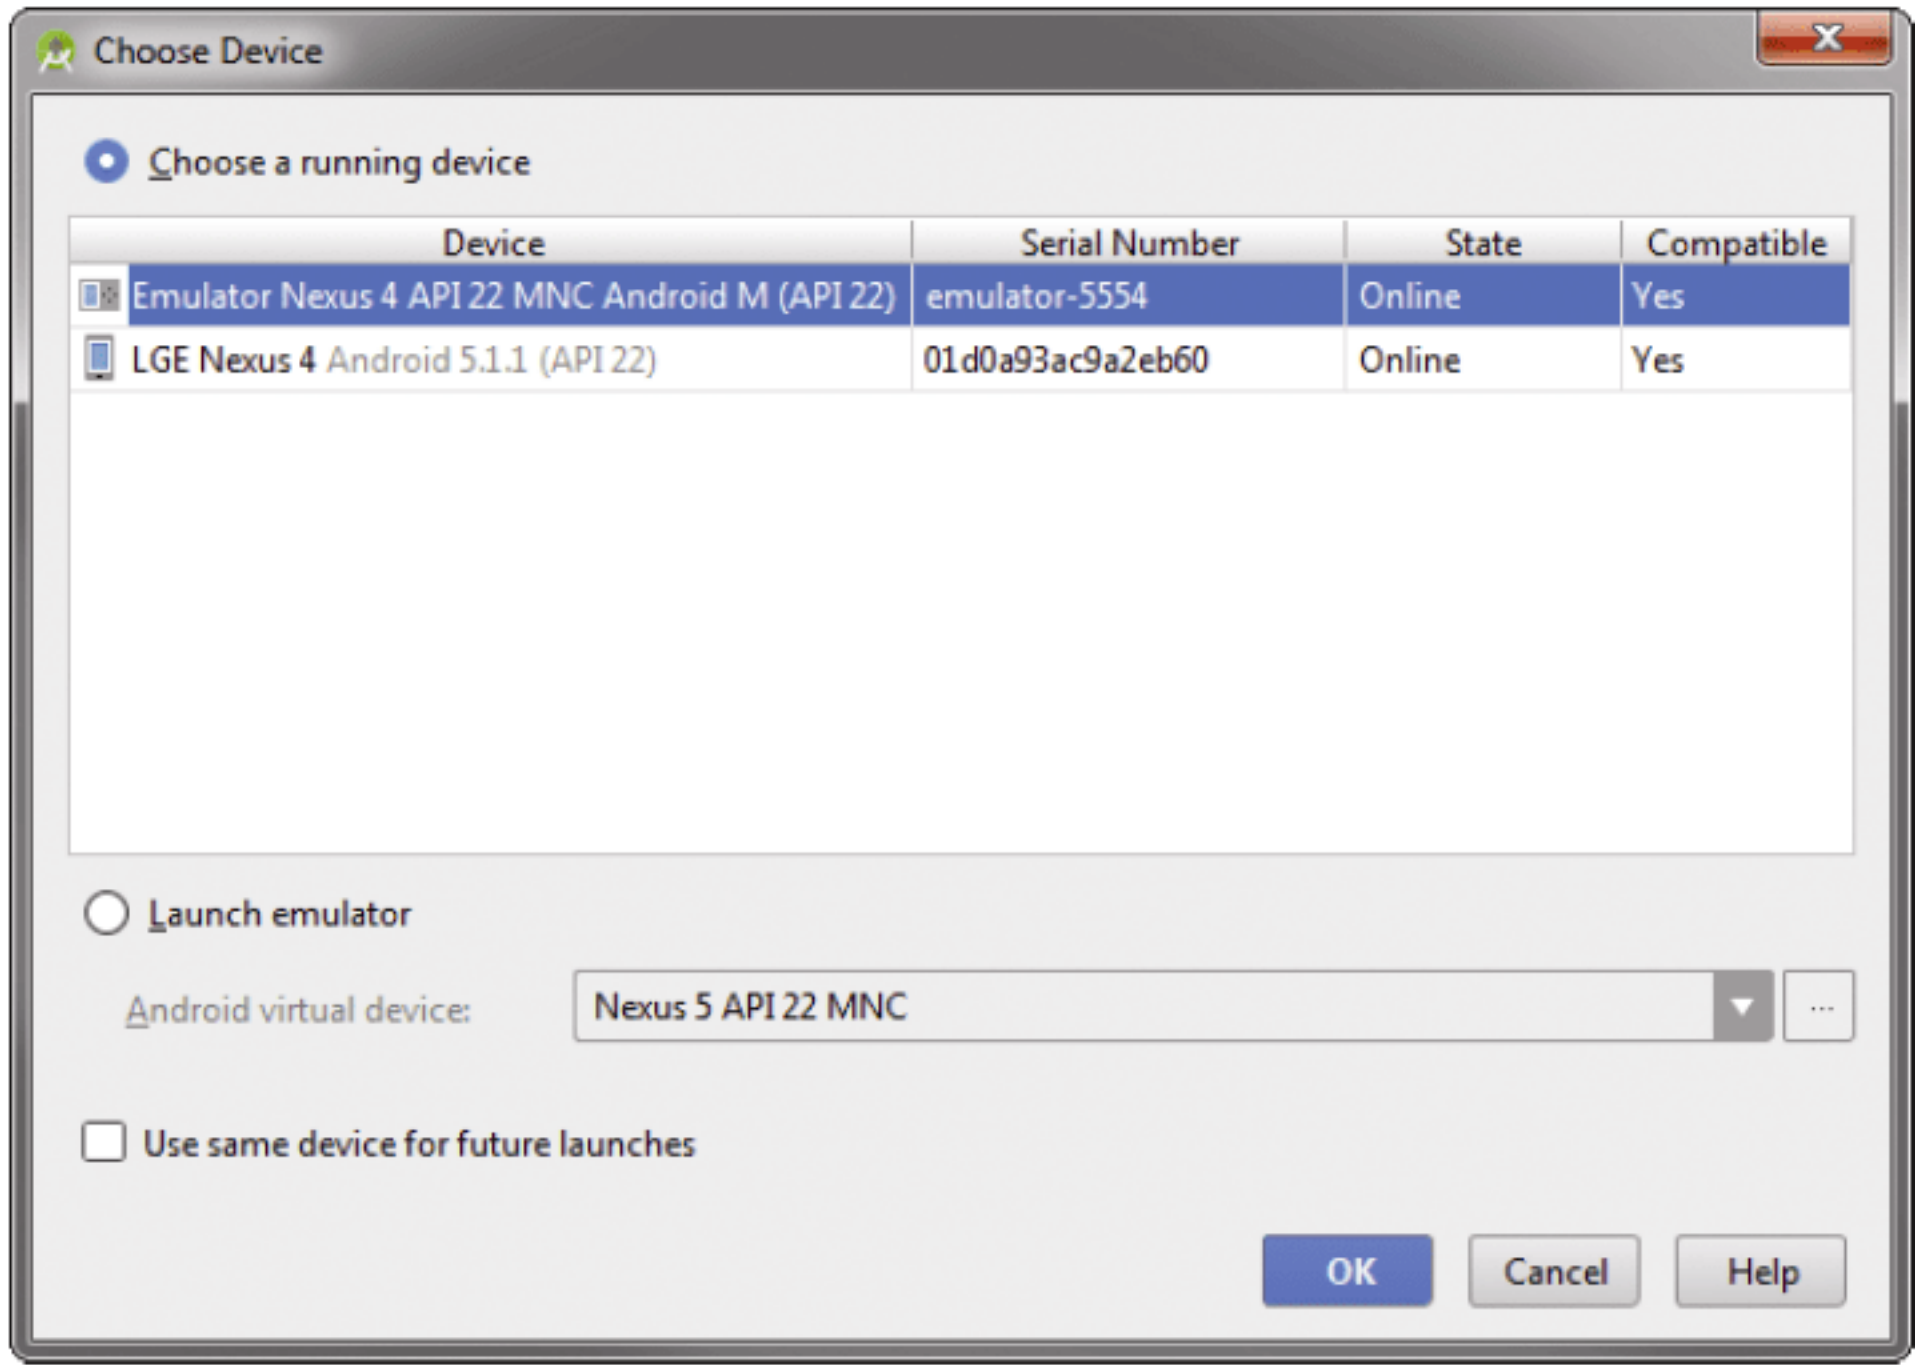 Choose Device
Choose a running device
Device Serial Number State Compatible
Emulator Nexus 4 API 22 MNC Android M (API 22) emulator-5554 Online Yes
LGE Nexus 4 Android 5.1.1 (API 22) 01d0a93ac9a2eb60 Online Yes
Launch emulator
Android virtual device: Nexus 5 API 22 MNC ...
Use same device for future launches
OK Cancel Help